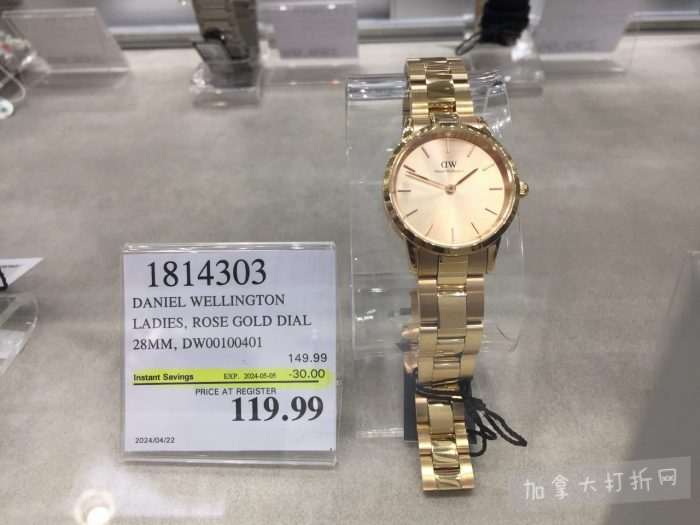 DW
1814303
DANIEL WELLINGTON
LADIES, ROSE GOLD DIAL
28MM, DW00100401
149.99
Instant Savings EXP. 2024-05-05 -30.00
PRICE AT REGISTER
119.99
2024/04/22
加拿大打折网